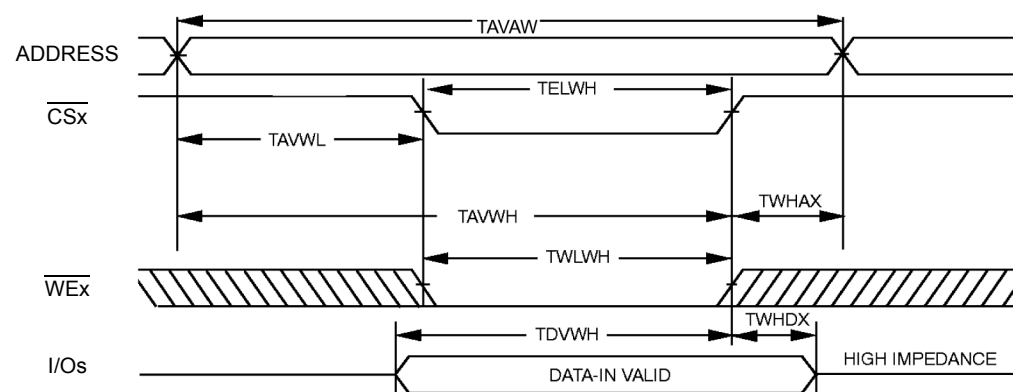 TAVAW
ADDRESS
TELWH
CSx
TAVWL
TAVWH
TWHAX
TWLWH
WEx
TWHDX
TDVWH
I/Os
DATA-IN VALID
HIGH IMPEDANCE